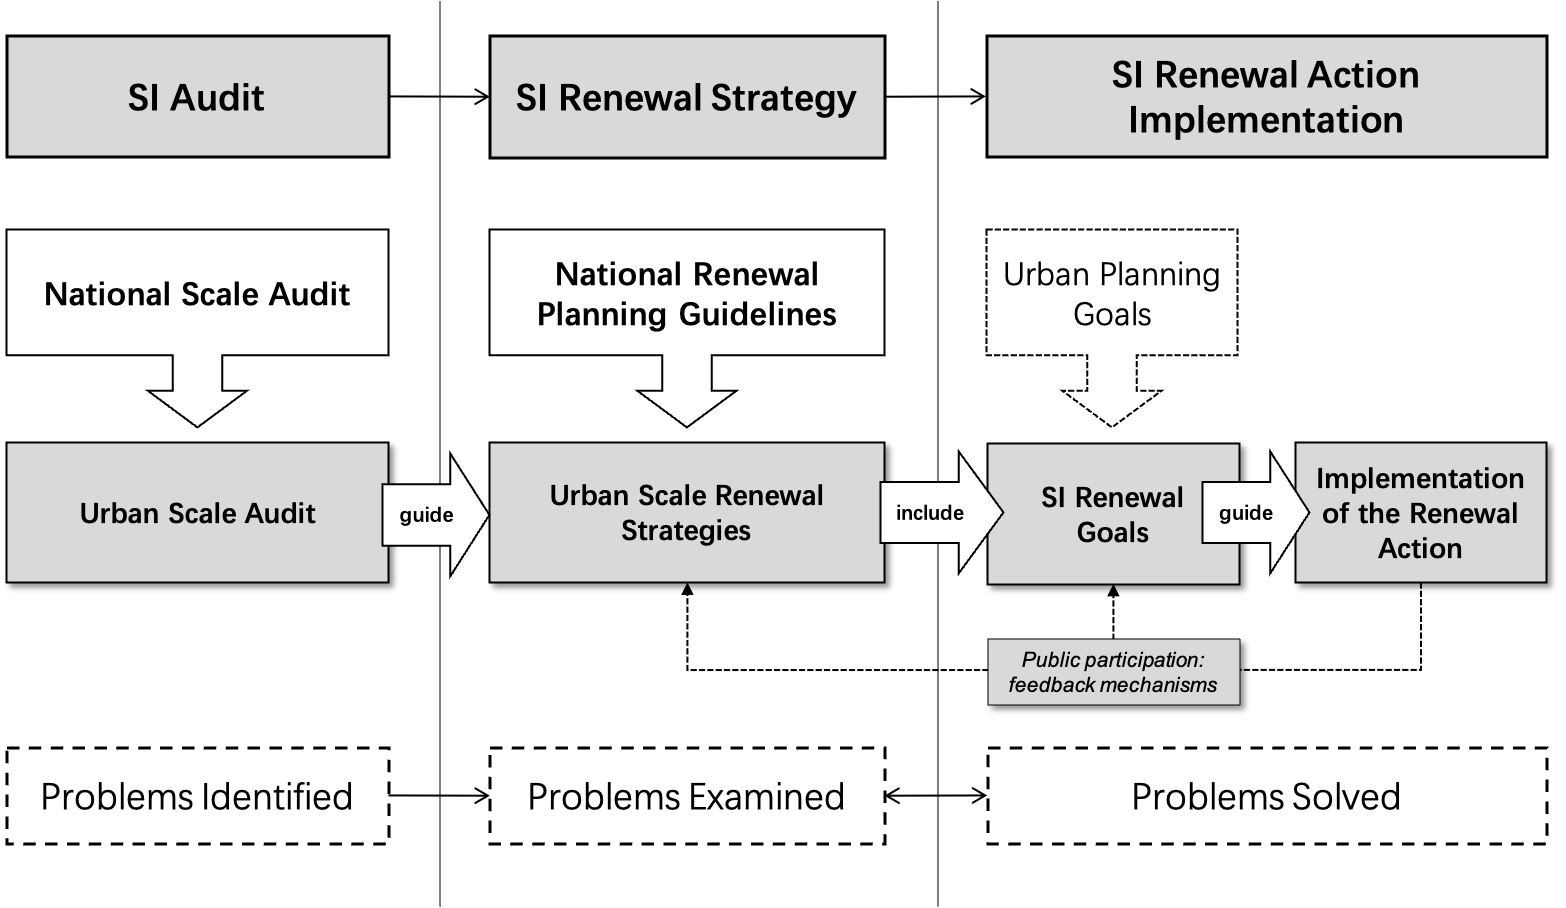 SI Audit
SI Renewal Strategy
SI Renewal Action
Implementation
National Scale Audit
National Renewal
Planning Guidelines
Urban Planning
Goals
Urban Scale Audit
guide
Urban Scale Renewal
Strategies
include
SI Renewal
Goals
guide
Implementation
of the Renewal
Action
Public participation:
feedback mechanisms
Problems Identified
Problems Examined
Problems Solved